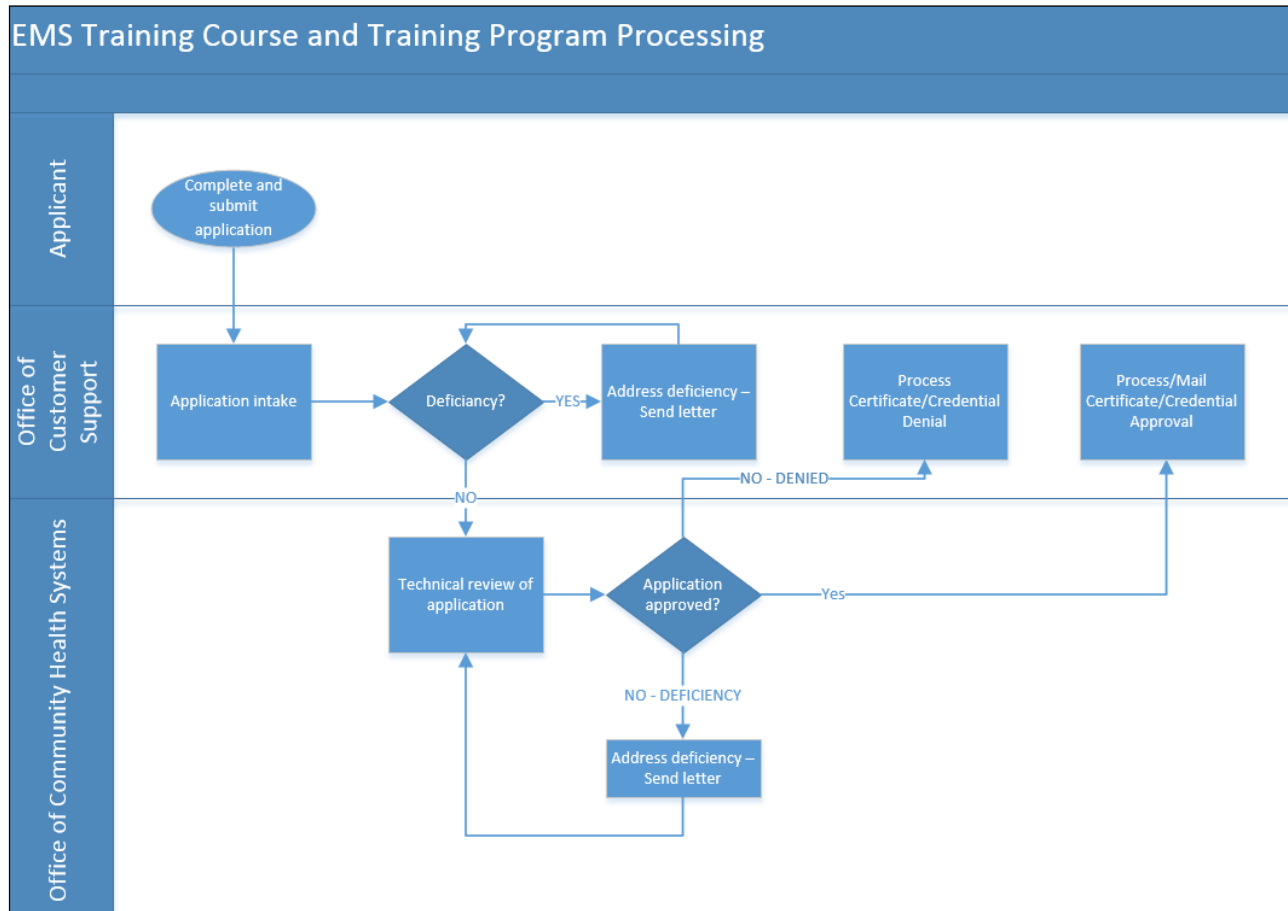 EMS Training Course and Training Program Processing
Applicant
Complete and
submit
application
Office of
Customer
Support
Application intake
Deficiancy?
YES
Address deficiency –
Send letter
Process
Certificate/Credential
Denial
Process/Mail
Certificate/Credential
Approval
NO - DENIED
NO
Office of Community Health Systems
Technical review of
application
Application
approved?
Yes
NO - DEFICIENCY
Address deficiency –
Send letter